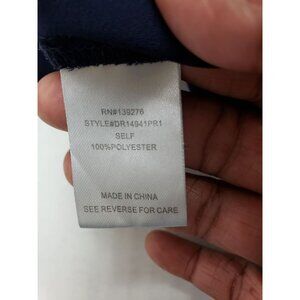 RN#139276
STYLE#DR14941PR1
SELF
100%POLYESTER
MADE IN CHINA
SEE REVERSE FOR CARE